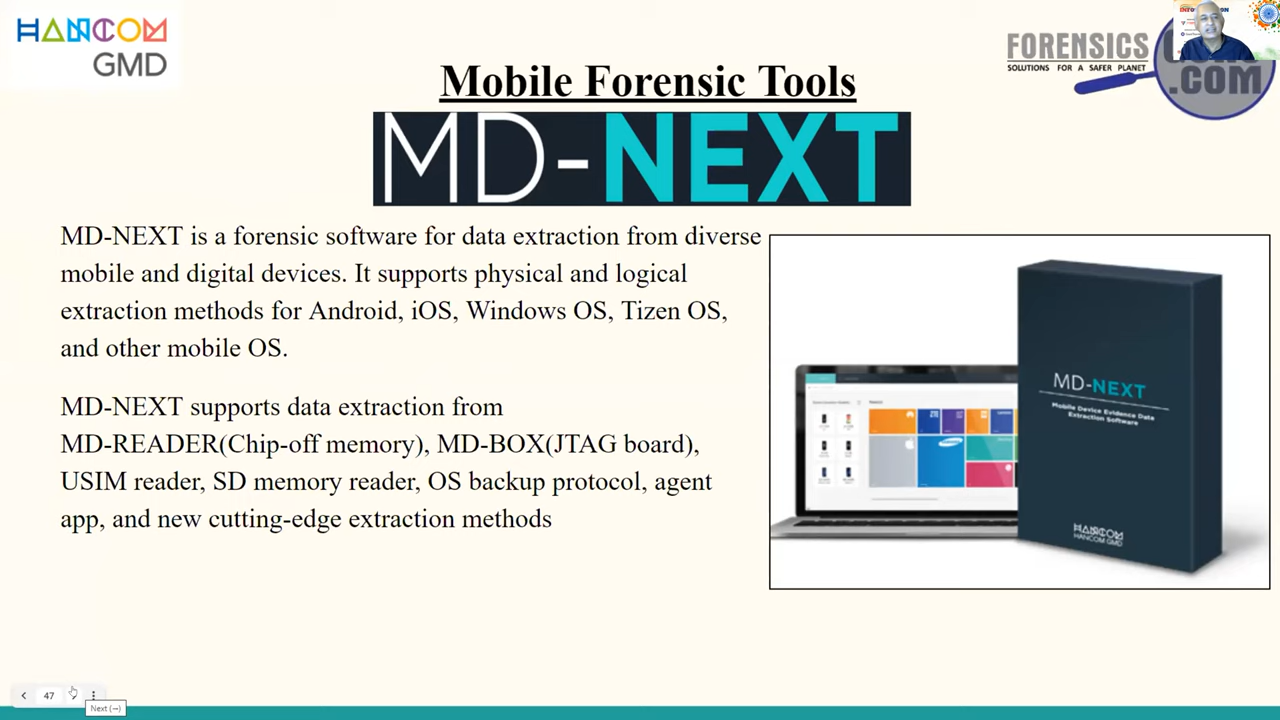 HANCOM
GMD
FORENSICS
SOLUTIONS FOR A SAFER PLANET
.COM
Mobile Forensic Tools
MD-NEXT
MD-NEXT is a forensic software for data extraction from diverse
mobile and digital devices. It supports physical and logical
extraction methods for Android, iOS, Windows OS, Tizen OS,
and other mobile OS.
MD-NEXT supports data extraction from
MD-READER(Chip-off memory), MD-BOX(JTAG board),
USIM reader, SD memory reader, OS backup protocol, agent
app, and new cutting-edge extraction methods
MD-NEXT
Mobile Device Evidence Data
Extraction Software
HANCOM
HANCOM GMD
47
Next (→)